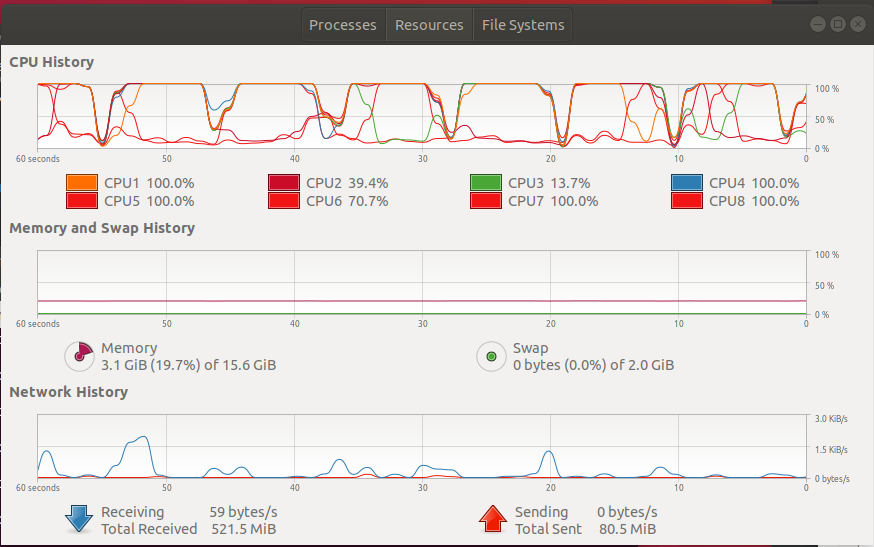 Processes Resources File Systems
CPU History
100 %
50 %
0 %
60 seconds 50 40 30 20 10 0
CPU1 100.0% CPU2 39.4% CPU3 13.7% CPU4 100.0%
CPU5 100.0% CPU6 70.7% CPU7 100.0% CPU8 100.0%
Memory and Swap History
100 %
50 %
0 %
60 seconds 50 40 30 20 10 0
Memory Swap
3.1 GiB (19.7%) of 15.6 GiB 0 bytes (0.0%) of 2.0 GiB
Network History
3.0 KiB/s
1.5 KiB/s
0 bytes/s
60 seconds 50 40 30 20 10 0
Receiving 59 bytes/s Sending 0 bytes/s
Total Received 521.5 MiB Total Sent 80.5 MiB